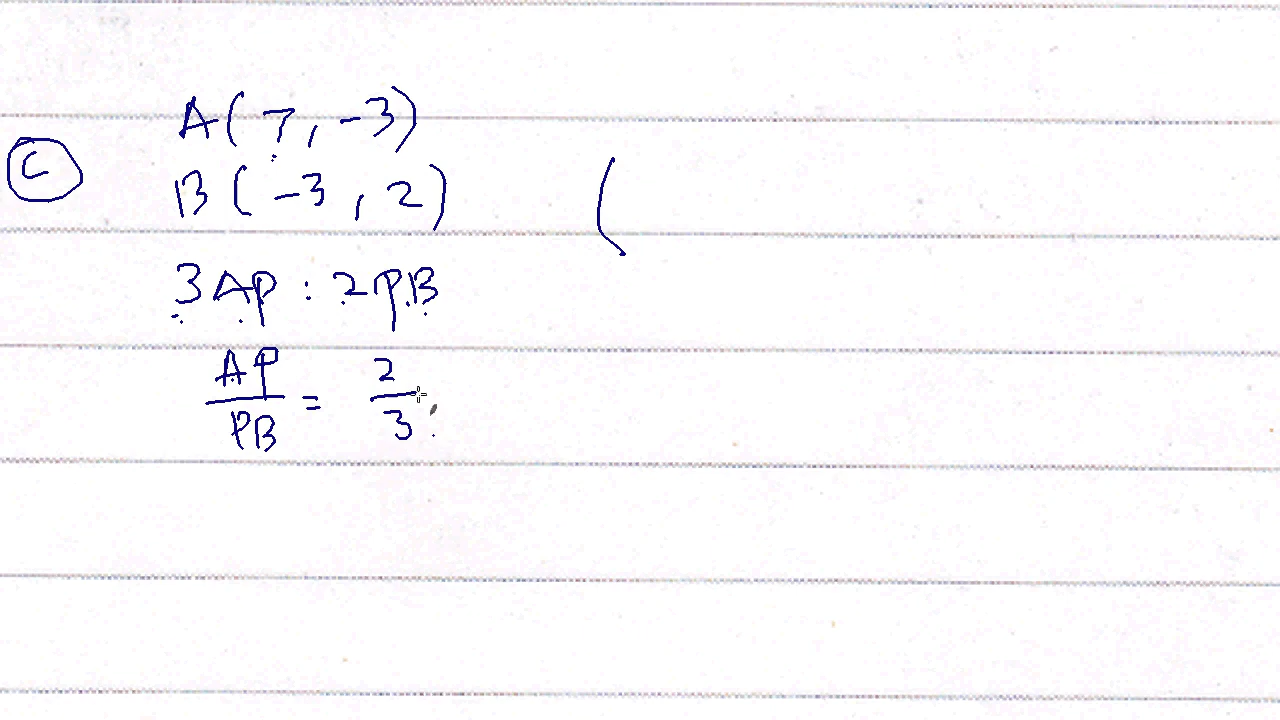 C
A(7, -3)
B(-3, 2)
(
3AP : 2PB
AP/PB = 2/3